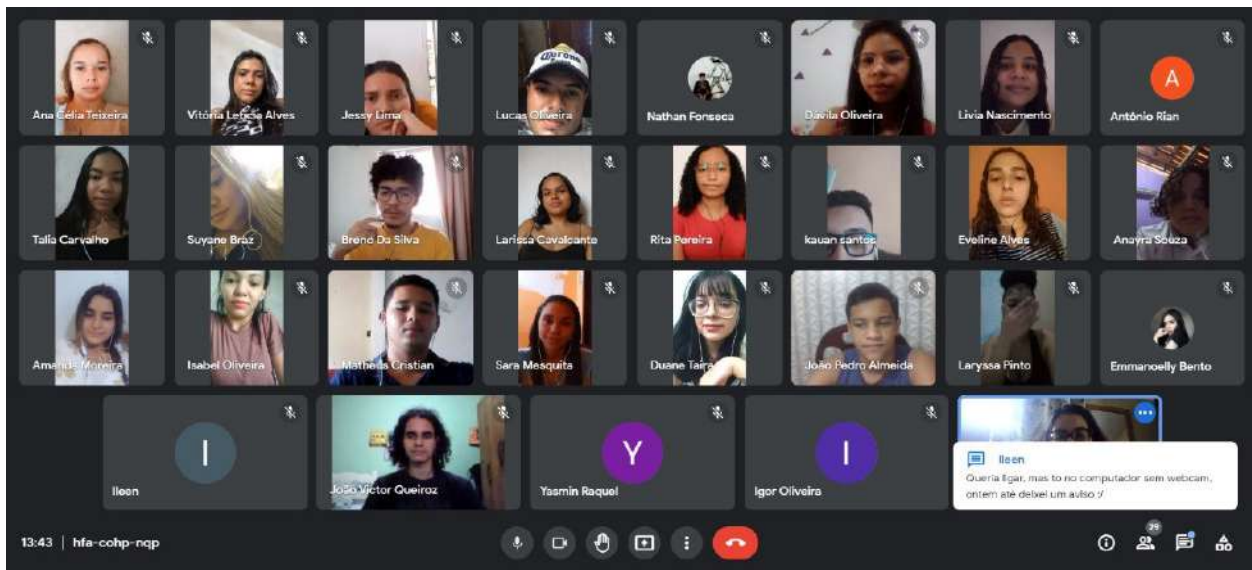 Ana Célia Teixeira
Vitória Letícia Alves
Jessy Lima
Lucas Oliveira
Nathan Fonseca
Dávila Oliveira
Livia Nascimento
A
Antônio Rian
Talia Carvalho
Suyane Braz
Breno Da Silva
Larissa Cavalcante
Rita Pereira
kauan santos
Eveline Alves
Anayra Souza
Amanda Moreira
Isabel Oliveira
Matheus Cristian
Sara Mesquita
Duane Taíra
João Pedro Almeida
Laryssa Pinto
Emmanoelly Bento
I
Ileen
João Victor Queiroz
Y
Yasmin Raquel
I
Igor Oliveira
Ileen
Queria ligar, mas to no computador sem webcam,
ontem até deixei um aviso :/
13:43 | hfa-cohp-nqp
29